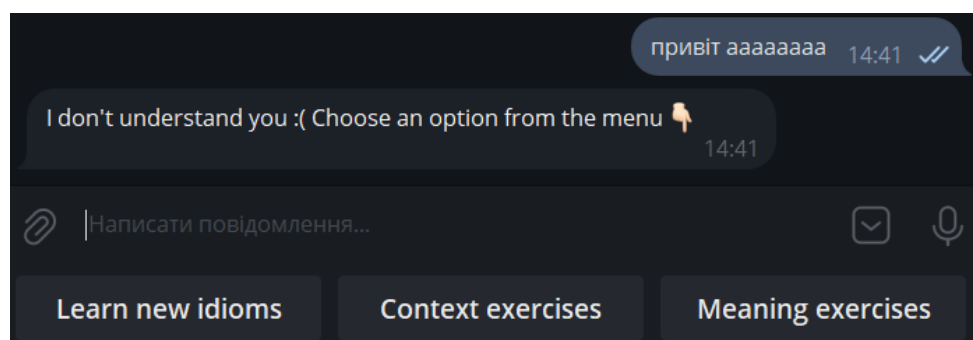 привіт аааааааа 14:41
I don't understand you :( Choose an option from the menu 👇🏻
14:41
Написати повідомлення...
Learn new idioms Context exercises Meaning exercises